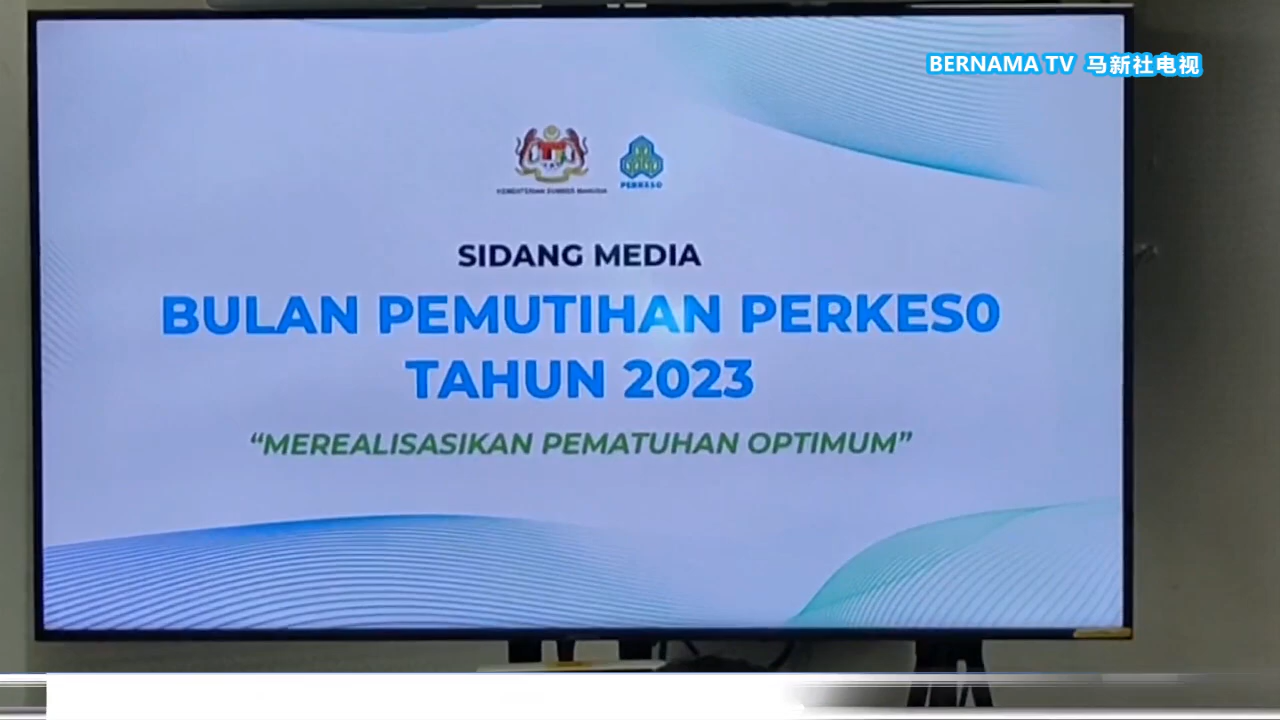 BERNAMA TV 马新社电视
KEMENTERIAN SUMBER MANUSIA
PERKESO
SIDANG MEDIA
BULAN PEMUTIHAN PERKES0
TAHUN 2023
“MEREALISASIKAN PEMATUHAN OPTIMUM”